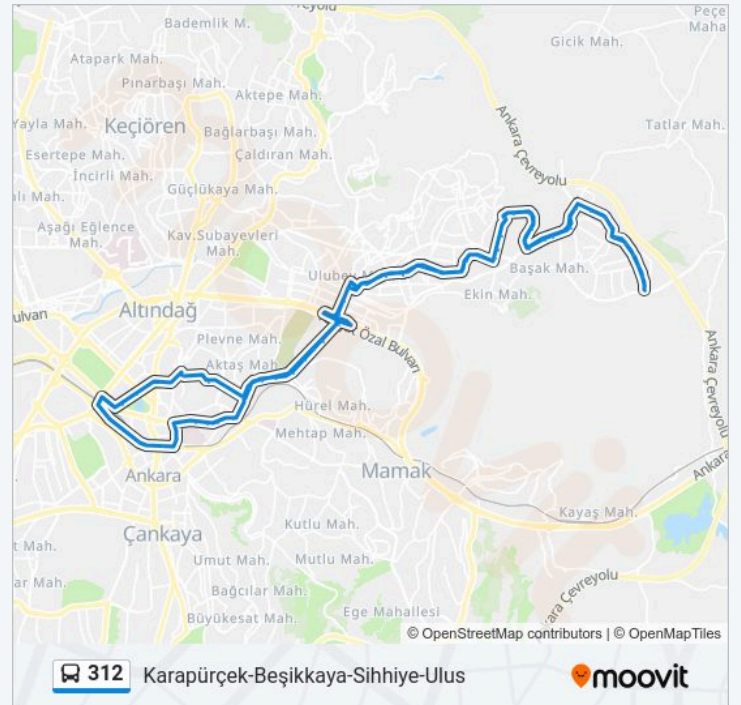 Bademlik M.
Peçe
Maha
Gicik Mah.
Atapark Mah.
Pınarbaşı Mah.
Aktepe Mah.
Yayla Mah.
Keçiören
Bağlarbaşı Mah.
Ankara Çevreyolu
Tatlar Mah.
Esertepe Mah.
Çaldıran Mah.
İncirli Mah.
Güçlükaya Mah.
Aşağı Eğlence
Mah.
Kav.Subayevleri
Mah.
Ulubey M
Başak Mah.
Ekin Mah.
Altındağ
ulvarı
Plevne Mah.
Özal Bulvarı
Aktaş Mah.
Ankara Çevreyolu
Hürel Mah.
Mehtap Mah.
Ankara
Mamak
Ankara
Kayaş Mah.
Çankaya
Kutlu Mah.
t Mah.
Umut Mah.
Mutlu Mah.
ar Mah.
Bağcılar Mah.
Ankara Çevreyolu
Büyükesat Mah.
Ege Mahallesi
© OpenStreetMap contributors | © OpenMapTiles
312 Karapürçek-Beşikkaya-Sihhiye-Ulus
moovit